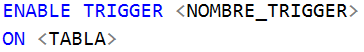 ENABLE TRIGGER <NOMBRE_TRIGGER>
ON <TABLA>